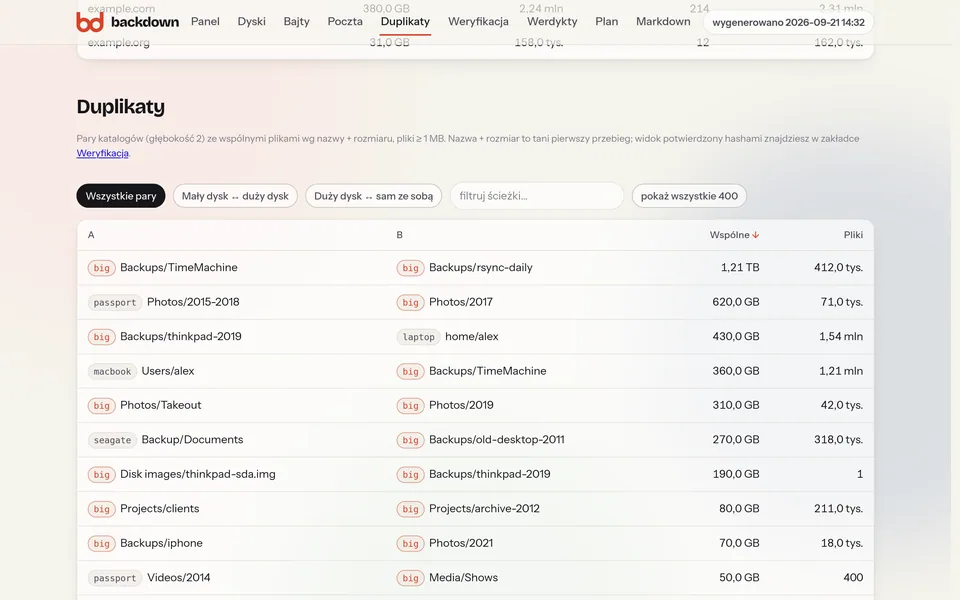 example.com 380,0 GB 2,24 mln 214 2,31 mln
bd backdown Panel Dyski Bajty Poczta Duplikaty Weryfikacja Werdykty Plan Markdown wygenerowano 2026-09-21 14:32
example.org 31,0 GB 158,0 tys. 12 162,0 tys.
Duplikaty
Pary katalogów (głębokość 2) ze wspólnymi plikami wg nazwy + rozmiaru, pliki ≥ 1 MB. Nazwa + rozmiar to tani pierwszy przebieg; widok potwierdzony hashami znajdziesz w zakładce
Weryfikacja.
Wszystkie pary Mały dysk ↔ duży dysk Duży dysk ↔ sam ze sobą filtruj ścieżki… pokaż wszystkie 400
A B Wspólne ↓ Pliki
big Backups/TimeMachine big Backups/rsync-daily 1,21 TB 412,0 tys.
passport Photos/2015-2018 big Photos/2017 620,0 GB 71,0 tys.
big Backups/thinkpad-2019 laptop home/alex 430,0 GB 1,54 mln
macbook Users/alex big Backups/TimeMachine 360,0 GB 1,21 mln
big Photos/Takeout big Photos/2019 310,0 GB 42,0 tys.
seagate Backup/Documents big Backups/old-desktop-2011 270,0 GB 318,0 tys.
big Disk images/thinkpad-sda.img big Backups/thinkpad-2019 190,0 GB 1
big Projects/clients big Projects/archive-2012 80,0 GB 211,0 tys.
big Backups/iphone big Photos/2021 70,0 GB 18,0 tys.
passport Videos/2014 big Media/Shows 50,0 GB 400